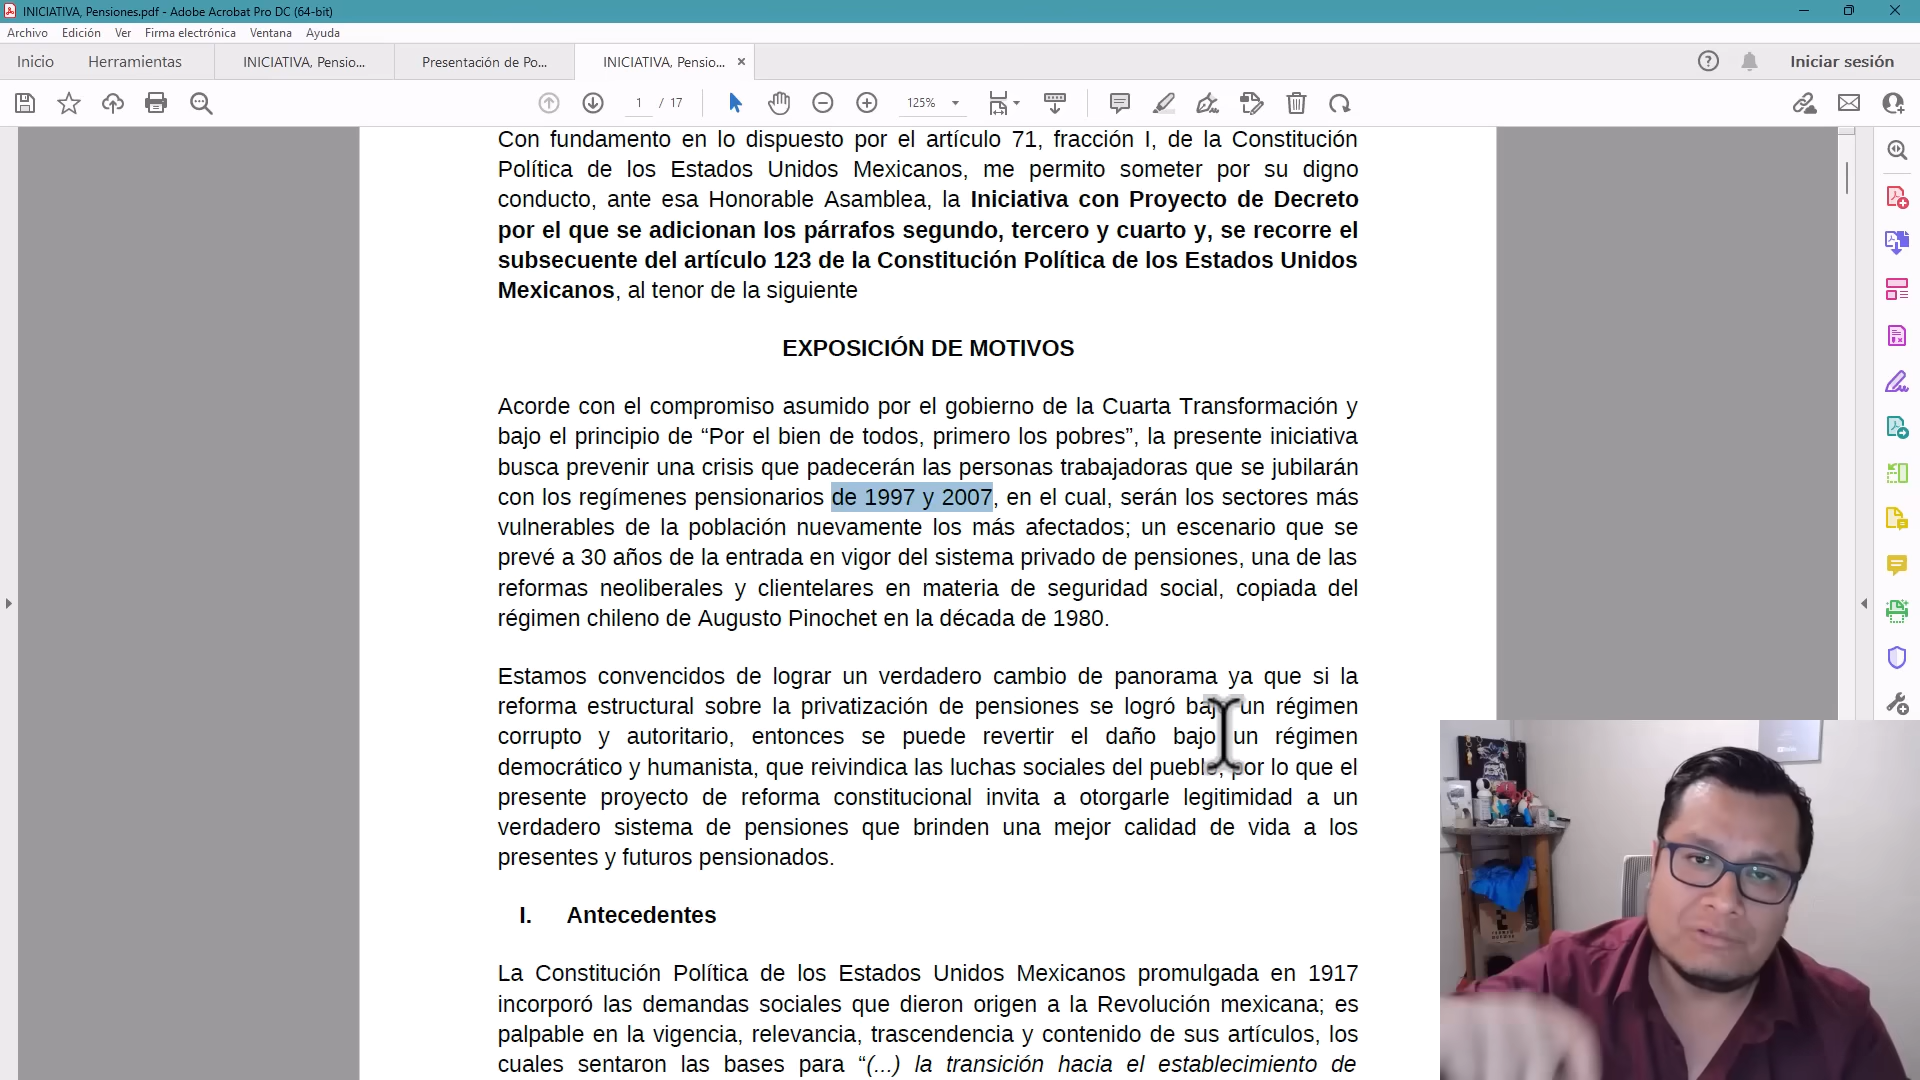 INICIATIVA, Pensiones.pdf - Adobe Acrobat Pro DC (64-bit)
Archivo Edición Ver Firma electrónica Ventana Ayuda
Inicio Herramientas INICIATIVA, Pensio... Presentación de Po... INICIATIVA, Pensio... × Iniciar sesión
1 / 17 125%
Con fundamento en lo dispuesto por el artículo 71, fracción I, de la Constitución
Política de los Estados Unidos Mexicanos, me permito someter por su digno
conducto, ante esa Honorable Asamblea, la Iniciativa con Proyecto de Decreto
por el que se adicionan los párrafos segundo, tercero y cuarto y, se recorre el
subsecuente del artículo 123 de la Constitución Política de los Estados Unidos
Mexicanos, al tenor de la siguiente
EXPOSICIÓN DE MOTIVOS
Acorde con el compromiso asumido por el gobierno de la Cuarta Transformación y
bajo el principio de “Por el bien de todos, primero los pobres”, la presente iniciativa
busca prevenir una crisis que padecerán las personas trabajadoras que se jubilarán
con los regímenes pensionarios de 1997 y 2007, en el cual, serán los sectores más
vulnerables de la población nuevamente los más afectados; un escenario que se
prevé a 30 años de la entrada en vigor del sistema privado de pensiones, una de las
reformas neoliberales y clientelares en materia de seguridad social, copiada del
régimen chileno de Augusto Pinochet en la década de 1980.
Estamos convencidos de lograr un verdadero cambio de panorama ya que si la
reforma estructural sobre la privatización de pensiones se logró bajo un régimen
corrupto y autoritario, entonces se puede revertir el daño bajo un régimen
democrático y humanista, que reivindica las luchas sociales del pueblo, por lo que el
presente proyecto de reforma constitucional invita a otorgarle legitimidad a un
verdadero sistema de pensiones que brinden una mejor calidad de vida a los
presentes y futuros pensionados.
I. Antecedentes
La Constitución Política de los Estados Unidos Mexicanos promulgada en 1917
incorporó las demandas sociales que dieron origen a la Revolución mexicana; es
palpable en la vigencia, relevancia, trascendencia y contenido de sus artículos, los
cuales sentaron las bases para “(...) la transición hacia el establecimiento de